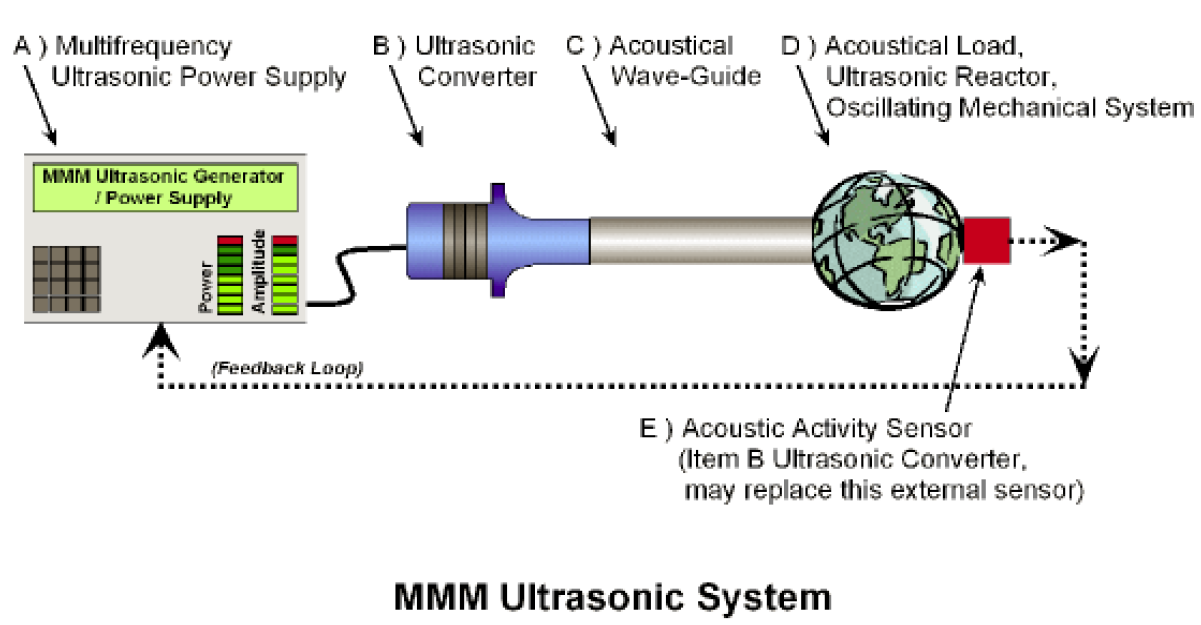 A ) Multifrequency
Ultrasonic Power Supply
B ) Ultrasonic
Converter
C ) Acoustical
Wave-Guide
D ) Acoustical Load,
Ultrasonic Reactor,
Oscillating Mechanical System
MMM Ultrasonic Generator
/ Power Supply
Power
Amplitude
(Feedback Loop)
E ) Acoustic Activity Sensor
(Item B Ultrasonic Converter,
may replace this external sensor)
MMM Ultrasonic System